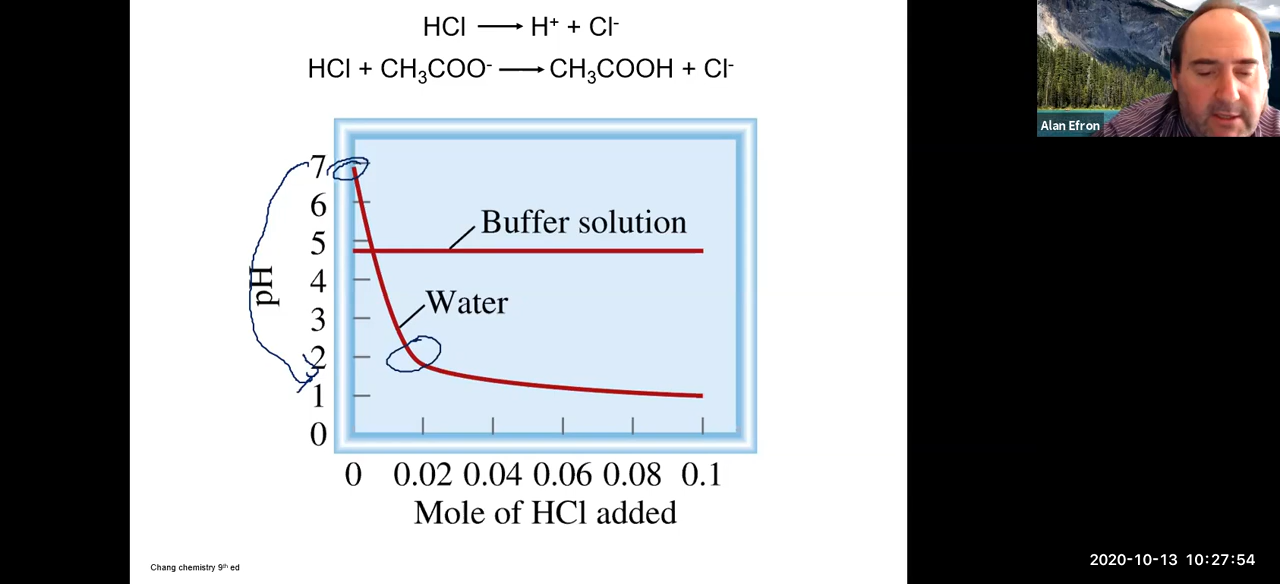 HCl ⟶ H⁺ + Cl⁻
HCl + CH₃COO⁻ ⟶ CH₃COOH + Cl⁻
Alan Efron
7
6
5
4
3
2
1
0
pH
Buffer solution
Water
0 0.02 0.04 0.06 0.08 0.1
Mole of HCl added
Chang chemistry 9ᵗʰ ed
2020-10-13 10:27:54